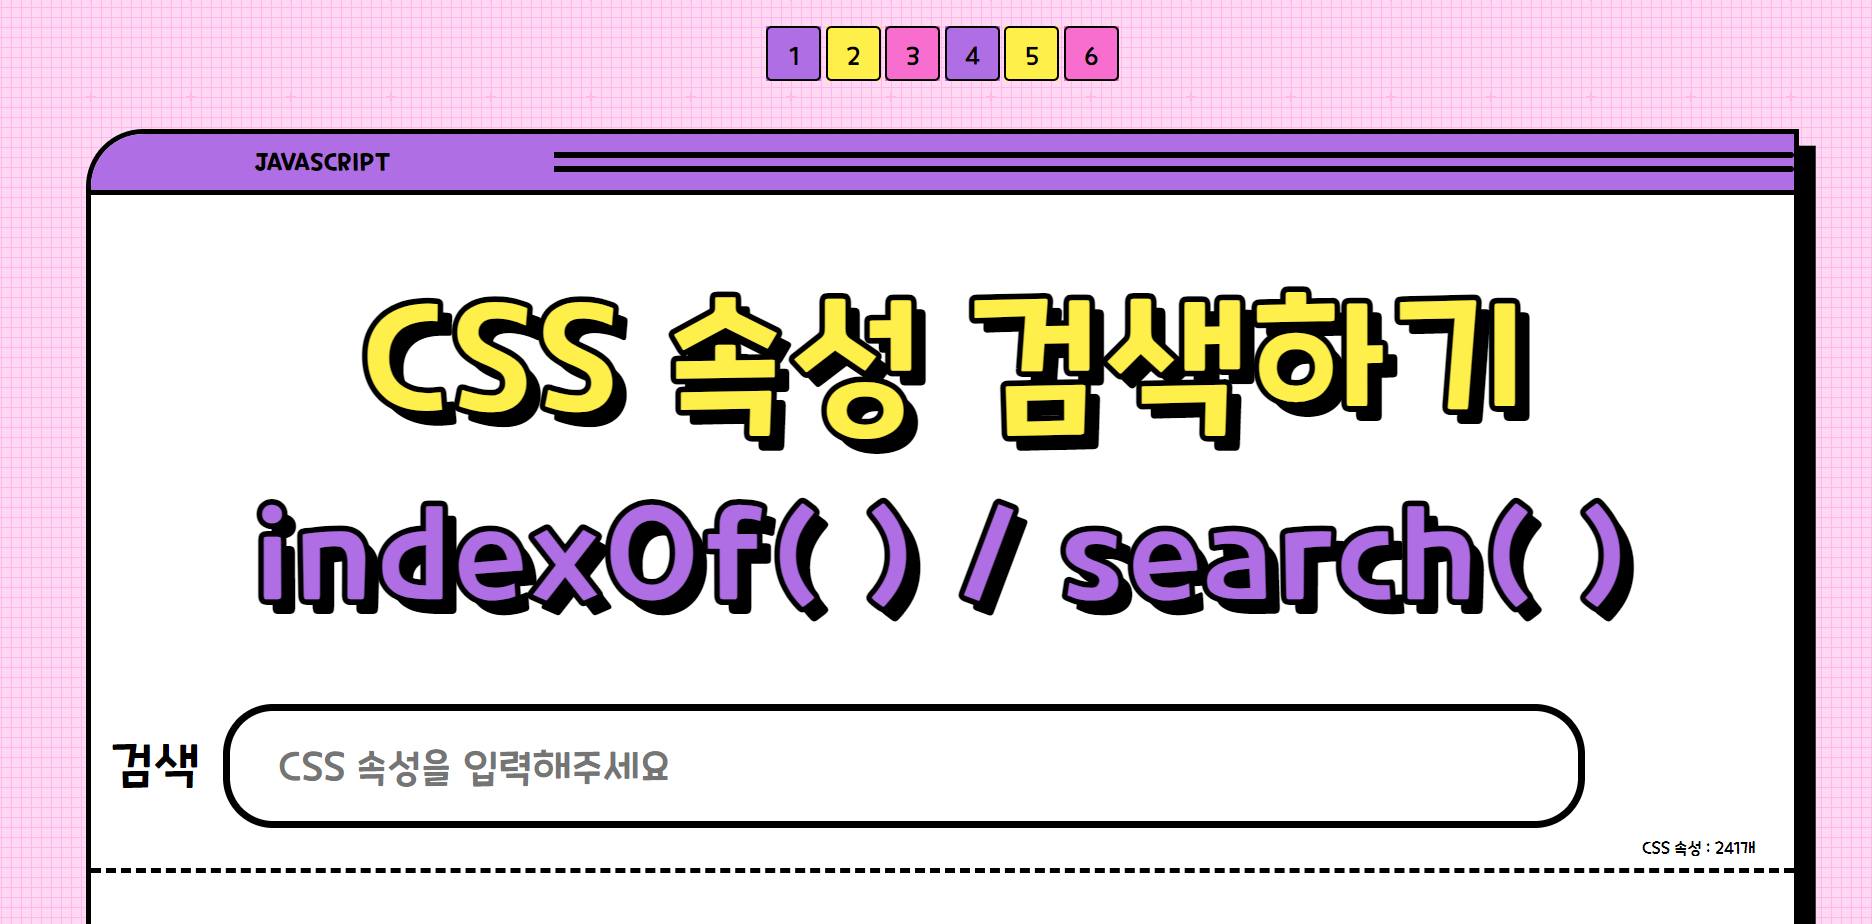 1 2 3 4 5 6
JAVASCRIPT
CSS 속성 검색하기
indexOf( ) / search( )
검색
CSS 속성을 입력해주세요
CSS 속성 : 241개